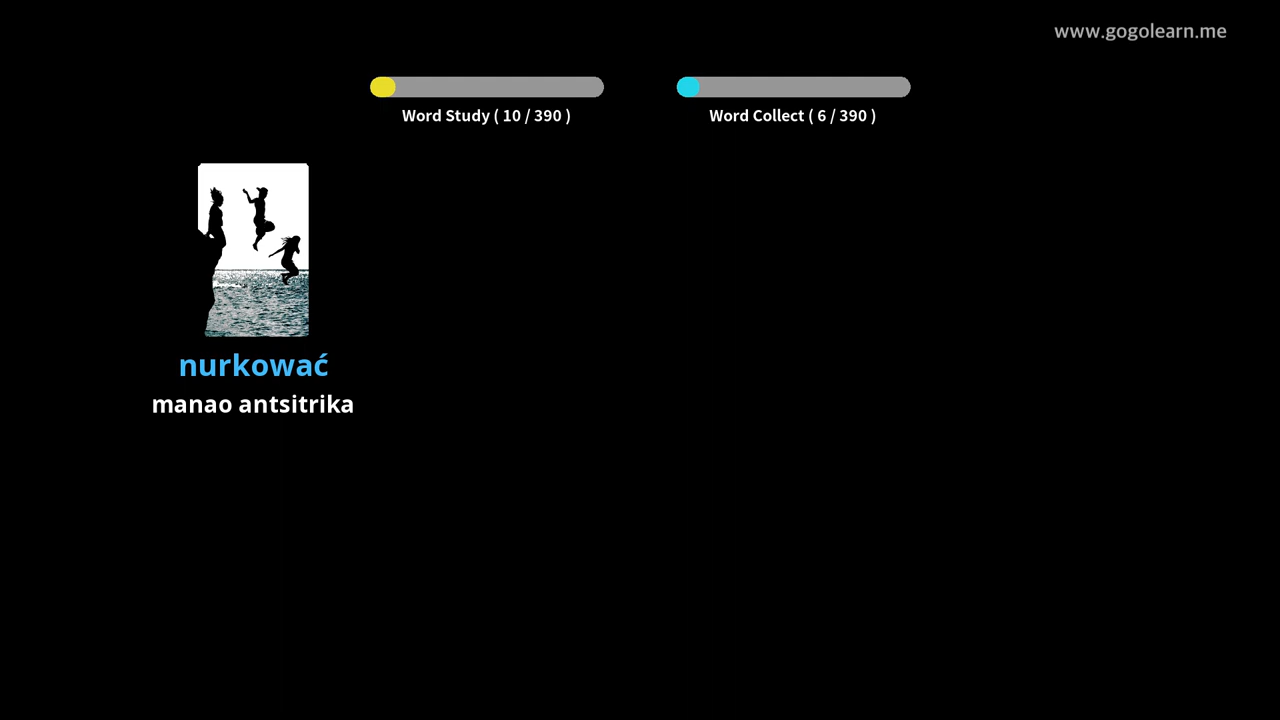 www.gogolearn.me
Word Study ( 10 / 390 )
Word Collect ( 6 / 390 )
nurkować
manao antsitrika